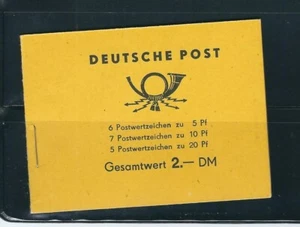 DEUTSCHE POST
6 Postwertzeichen zu 5 Pf
7 Postwertzeichen zu 10 Pf
5 Postwertzeichen zu 20 Pf
Gesamtwert 2.— DM